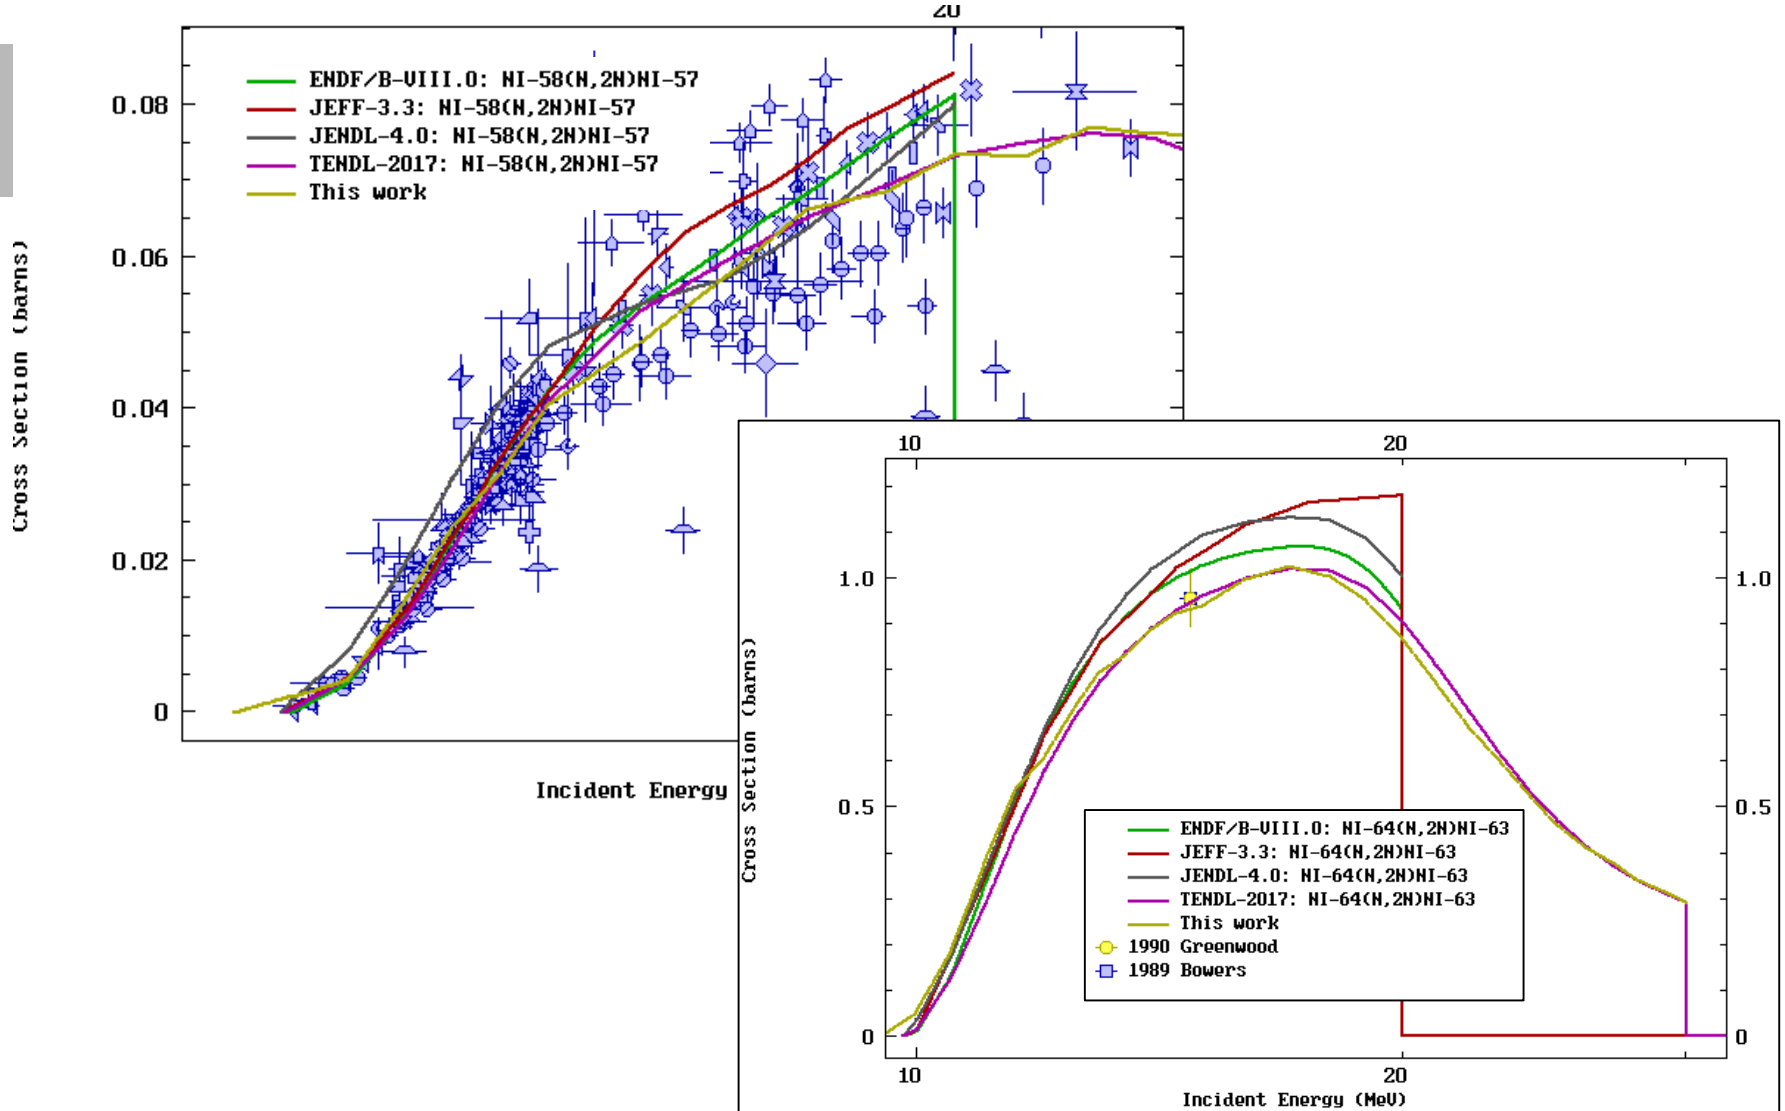 20
ENDF/B-VIII.0: NI-58(N,2N)NI-57
JEFF-3.3: NI-58(N,2N)NI-57
JENDL-4.0: NI-58(N,2N)NI-57
TENDL-2017: NI-58(N,2N)NI-57
This work
0.08
0.06
0.04
0.02
0
Cross Section (barns)
Incident Energy
10 20
1.0 1.0
0.5 0.5
0 0
Cross Section (barns)
ENDF/B-VIII.0: NI-64(N,2N)NI-63
JEFF-3.3: NI-64(N,2N)NI-63
JENDL-4.0: NI-64(N,2N)NI-63
TENDL-2017: NI-64(N,2N)NI-63
This work
1990 Greenwood
1989 Bowers
10 20
Incident Energy (MeV)